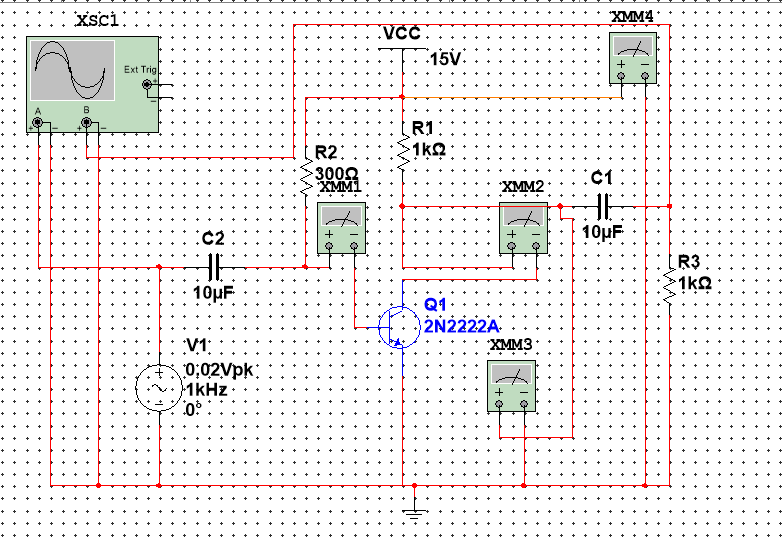 XSC1
XMM4
VCC
15V
Ext Trig
+
−
A
B
+ −
+ −
+ −
R1
1kΩ
R2
300Ω
XMM1
XMM2
C1
+ −
+ −
10µF
C2
10µF
R3
1kΩ
Q1
2N2222A
V1
XMM3
0.02Vpk
1kHz
0°
+ −